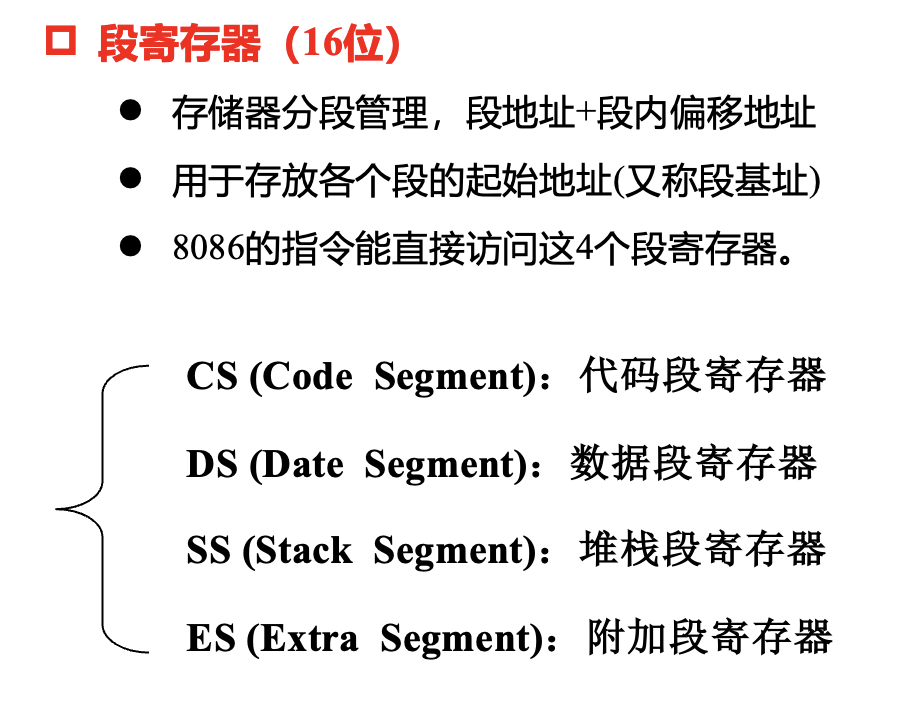 段寄存器（16位）
存储器分段管理，段地址+段内偏移地址
用于存放各个段的起始地址(又称段基址)
8086的指令能直接访问这4个段寄存器。
CS (Code Segment)：代码段寄存器
DS (Date Segment)：数据段寄存器
SS (Stack Segment)：堆栈段寄存器
ES (Extra Segment)：附加段寄存器